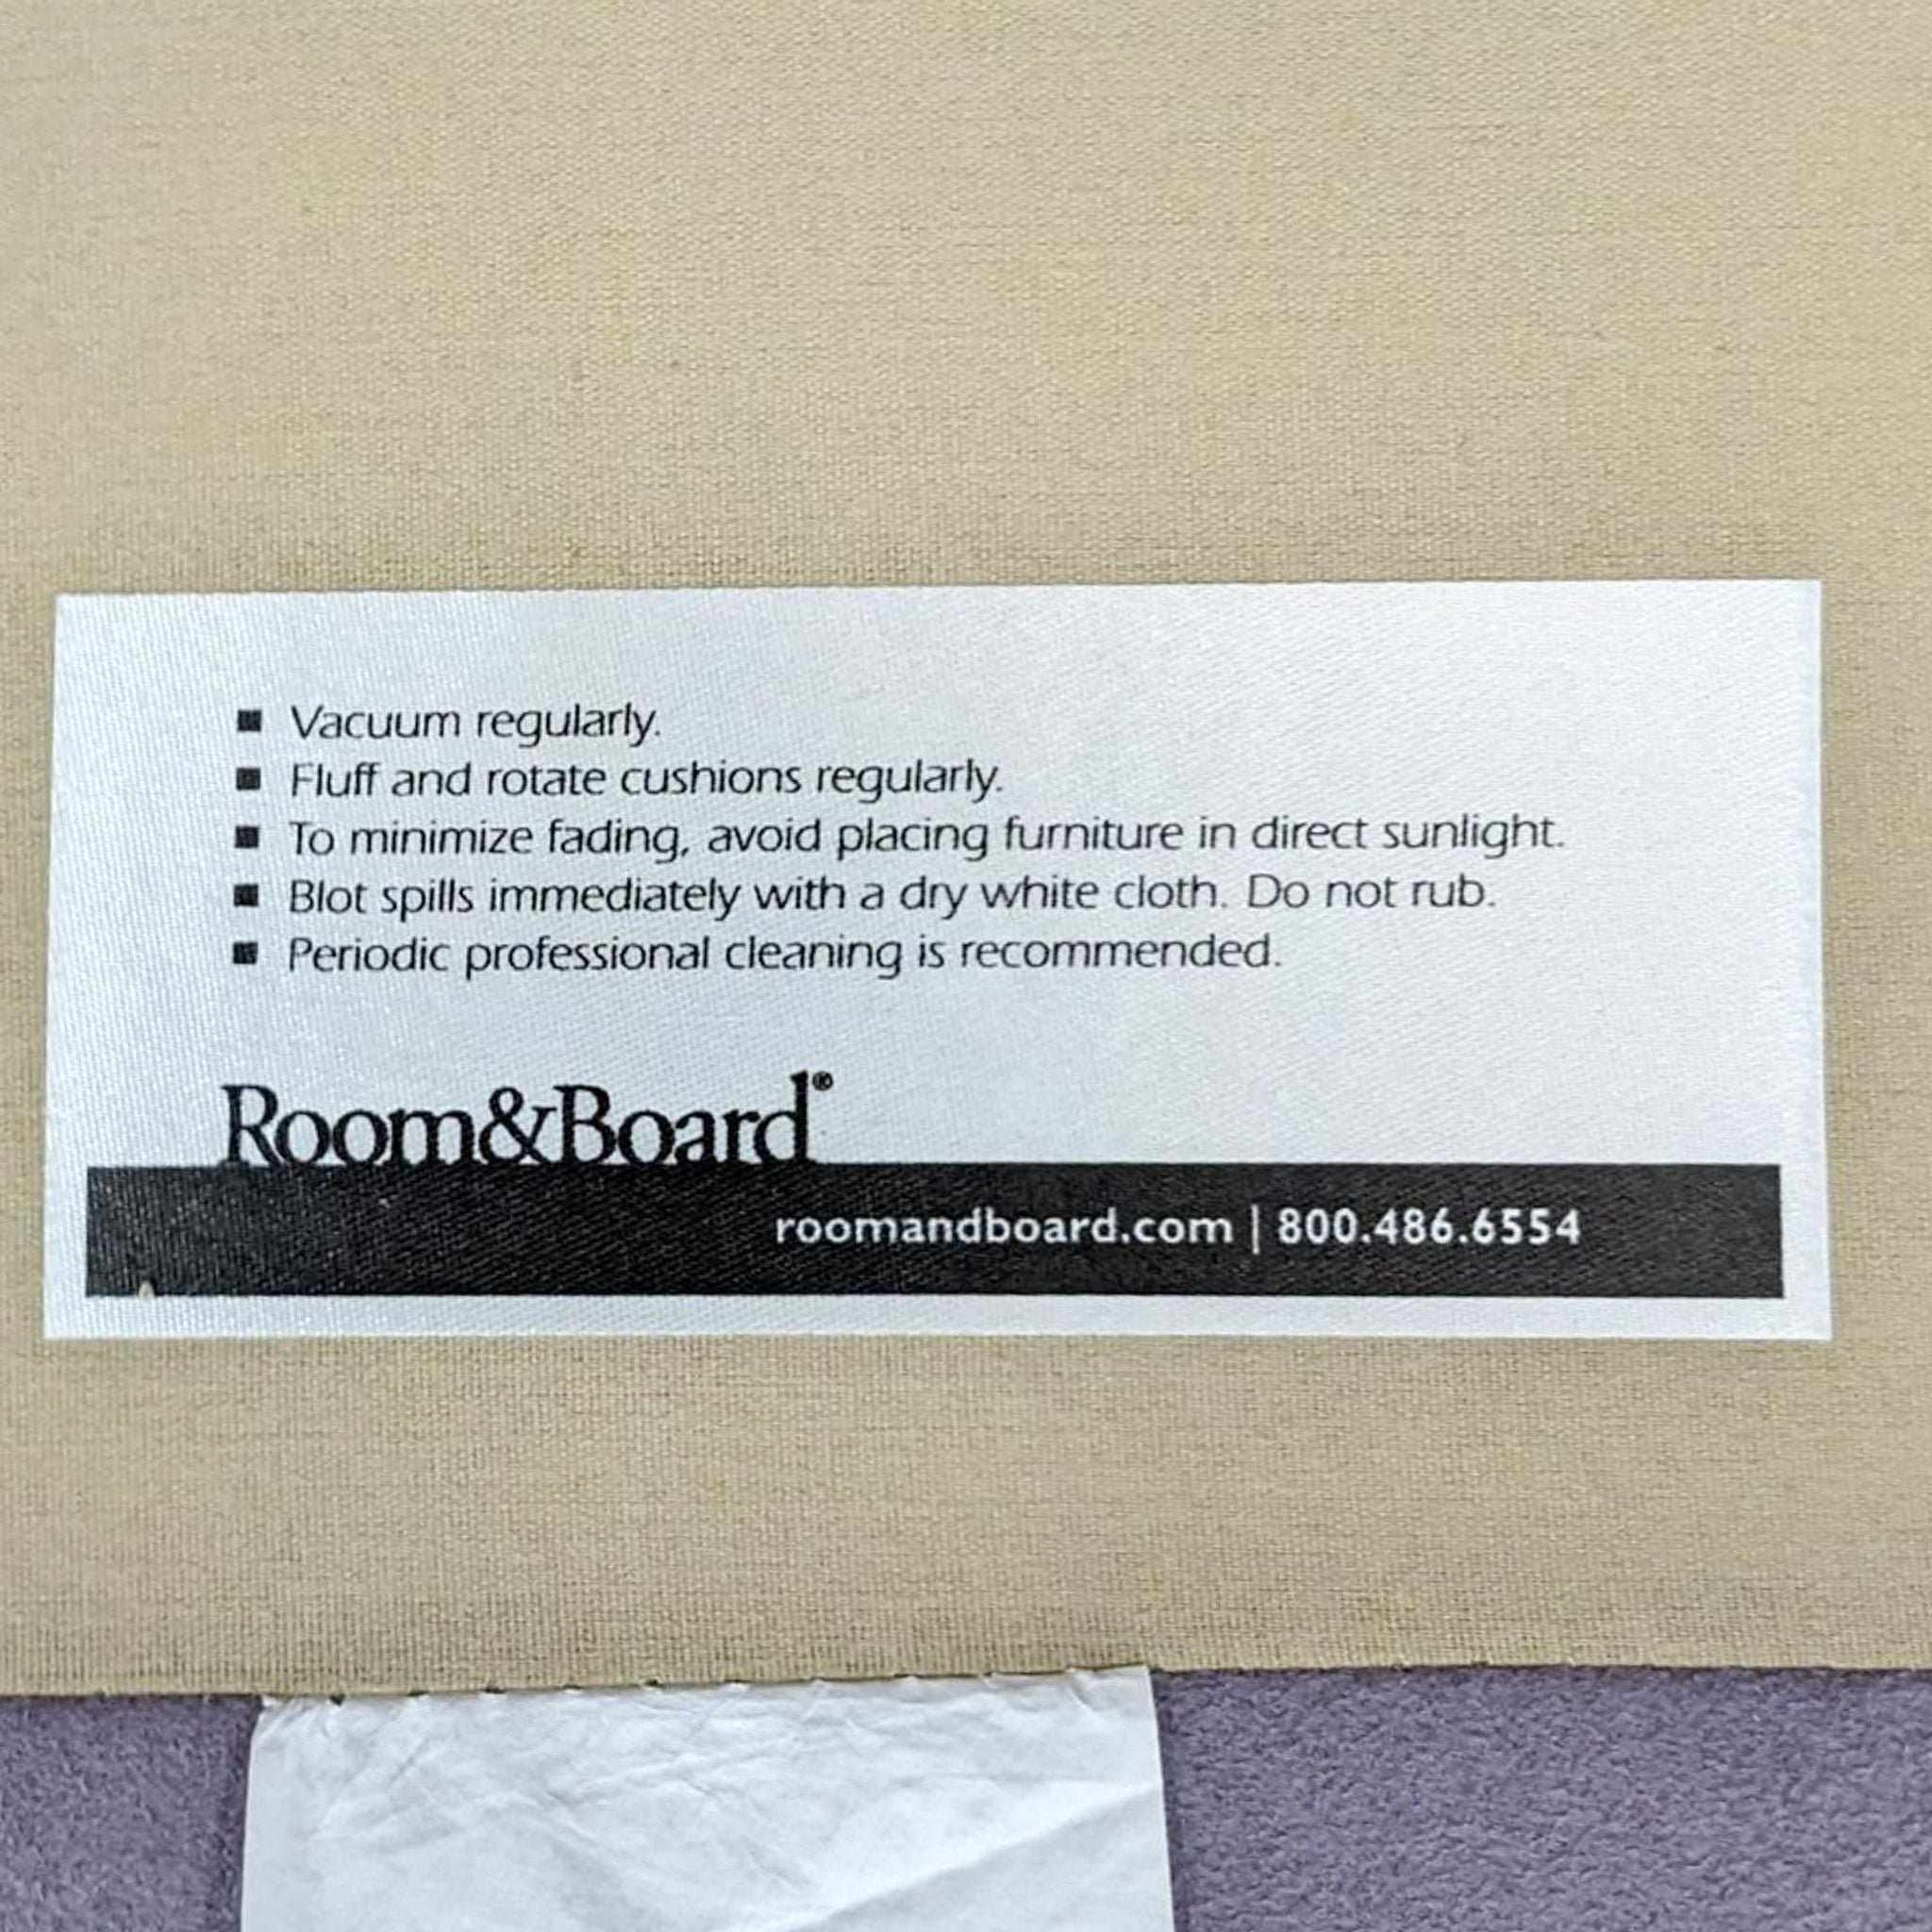 ▪ Vacuum regularly.
▪ Fluff and rotate cushions regularly.
▪ To minimize fading, avoid placing furniture in direct sunlight.
▪ Blot spills immediately with a dry white cloth. Do not rub.
▪ Periodic professional cleaning is recommended.
Room&Board®
roomandboard.com | 800.486.6554